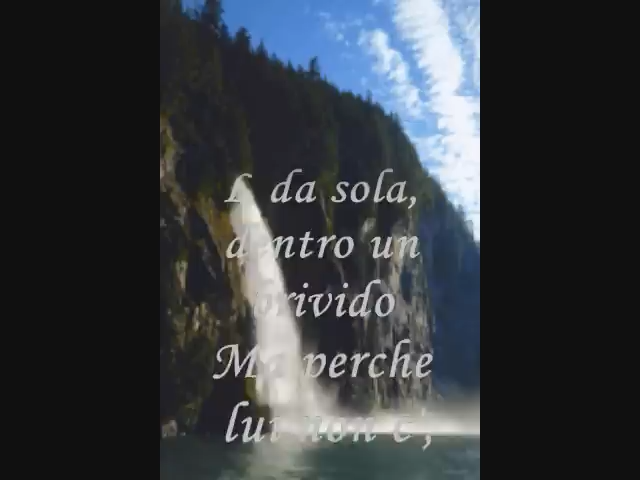 da sola,
dentro un
brivido
Ma perche
lui non c',